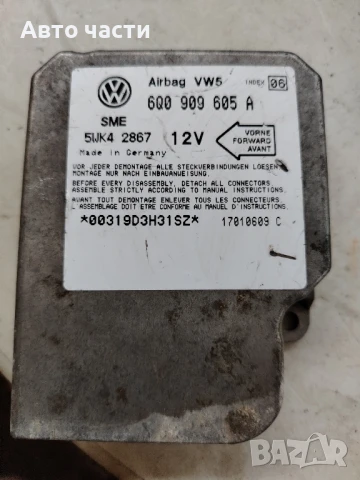 Авто части
Airbag VW5 INDEX 06
6Q0 909 605 A
SME
5WK4 2867 12V
Made in Germany
VORNE
FORWARD
AVANT
VOR JEDER DEMONTAGE ALLE STECKVERBINDUNGEN LOESEN
MONTAGE NUR NACH EINBAUANWEISUNG.
BEFORE EVERY DISASSEMBLY, DETACH ALL CONNECTORS.
ASSEMBLE STRICTLY ACCORDING TO MANUAL INSTRUCTIONS.
AVANT TOUT DEMONTAGE ENLEVER TOUS LES CONNECTEURS
L ASSEMBLAGE DOIT ETRE CONFORME AU MANUEL D'INSTRUCTIONS.
*00319D3H31SZ* 17010609 C
BAZAR